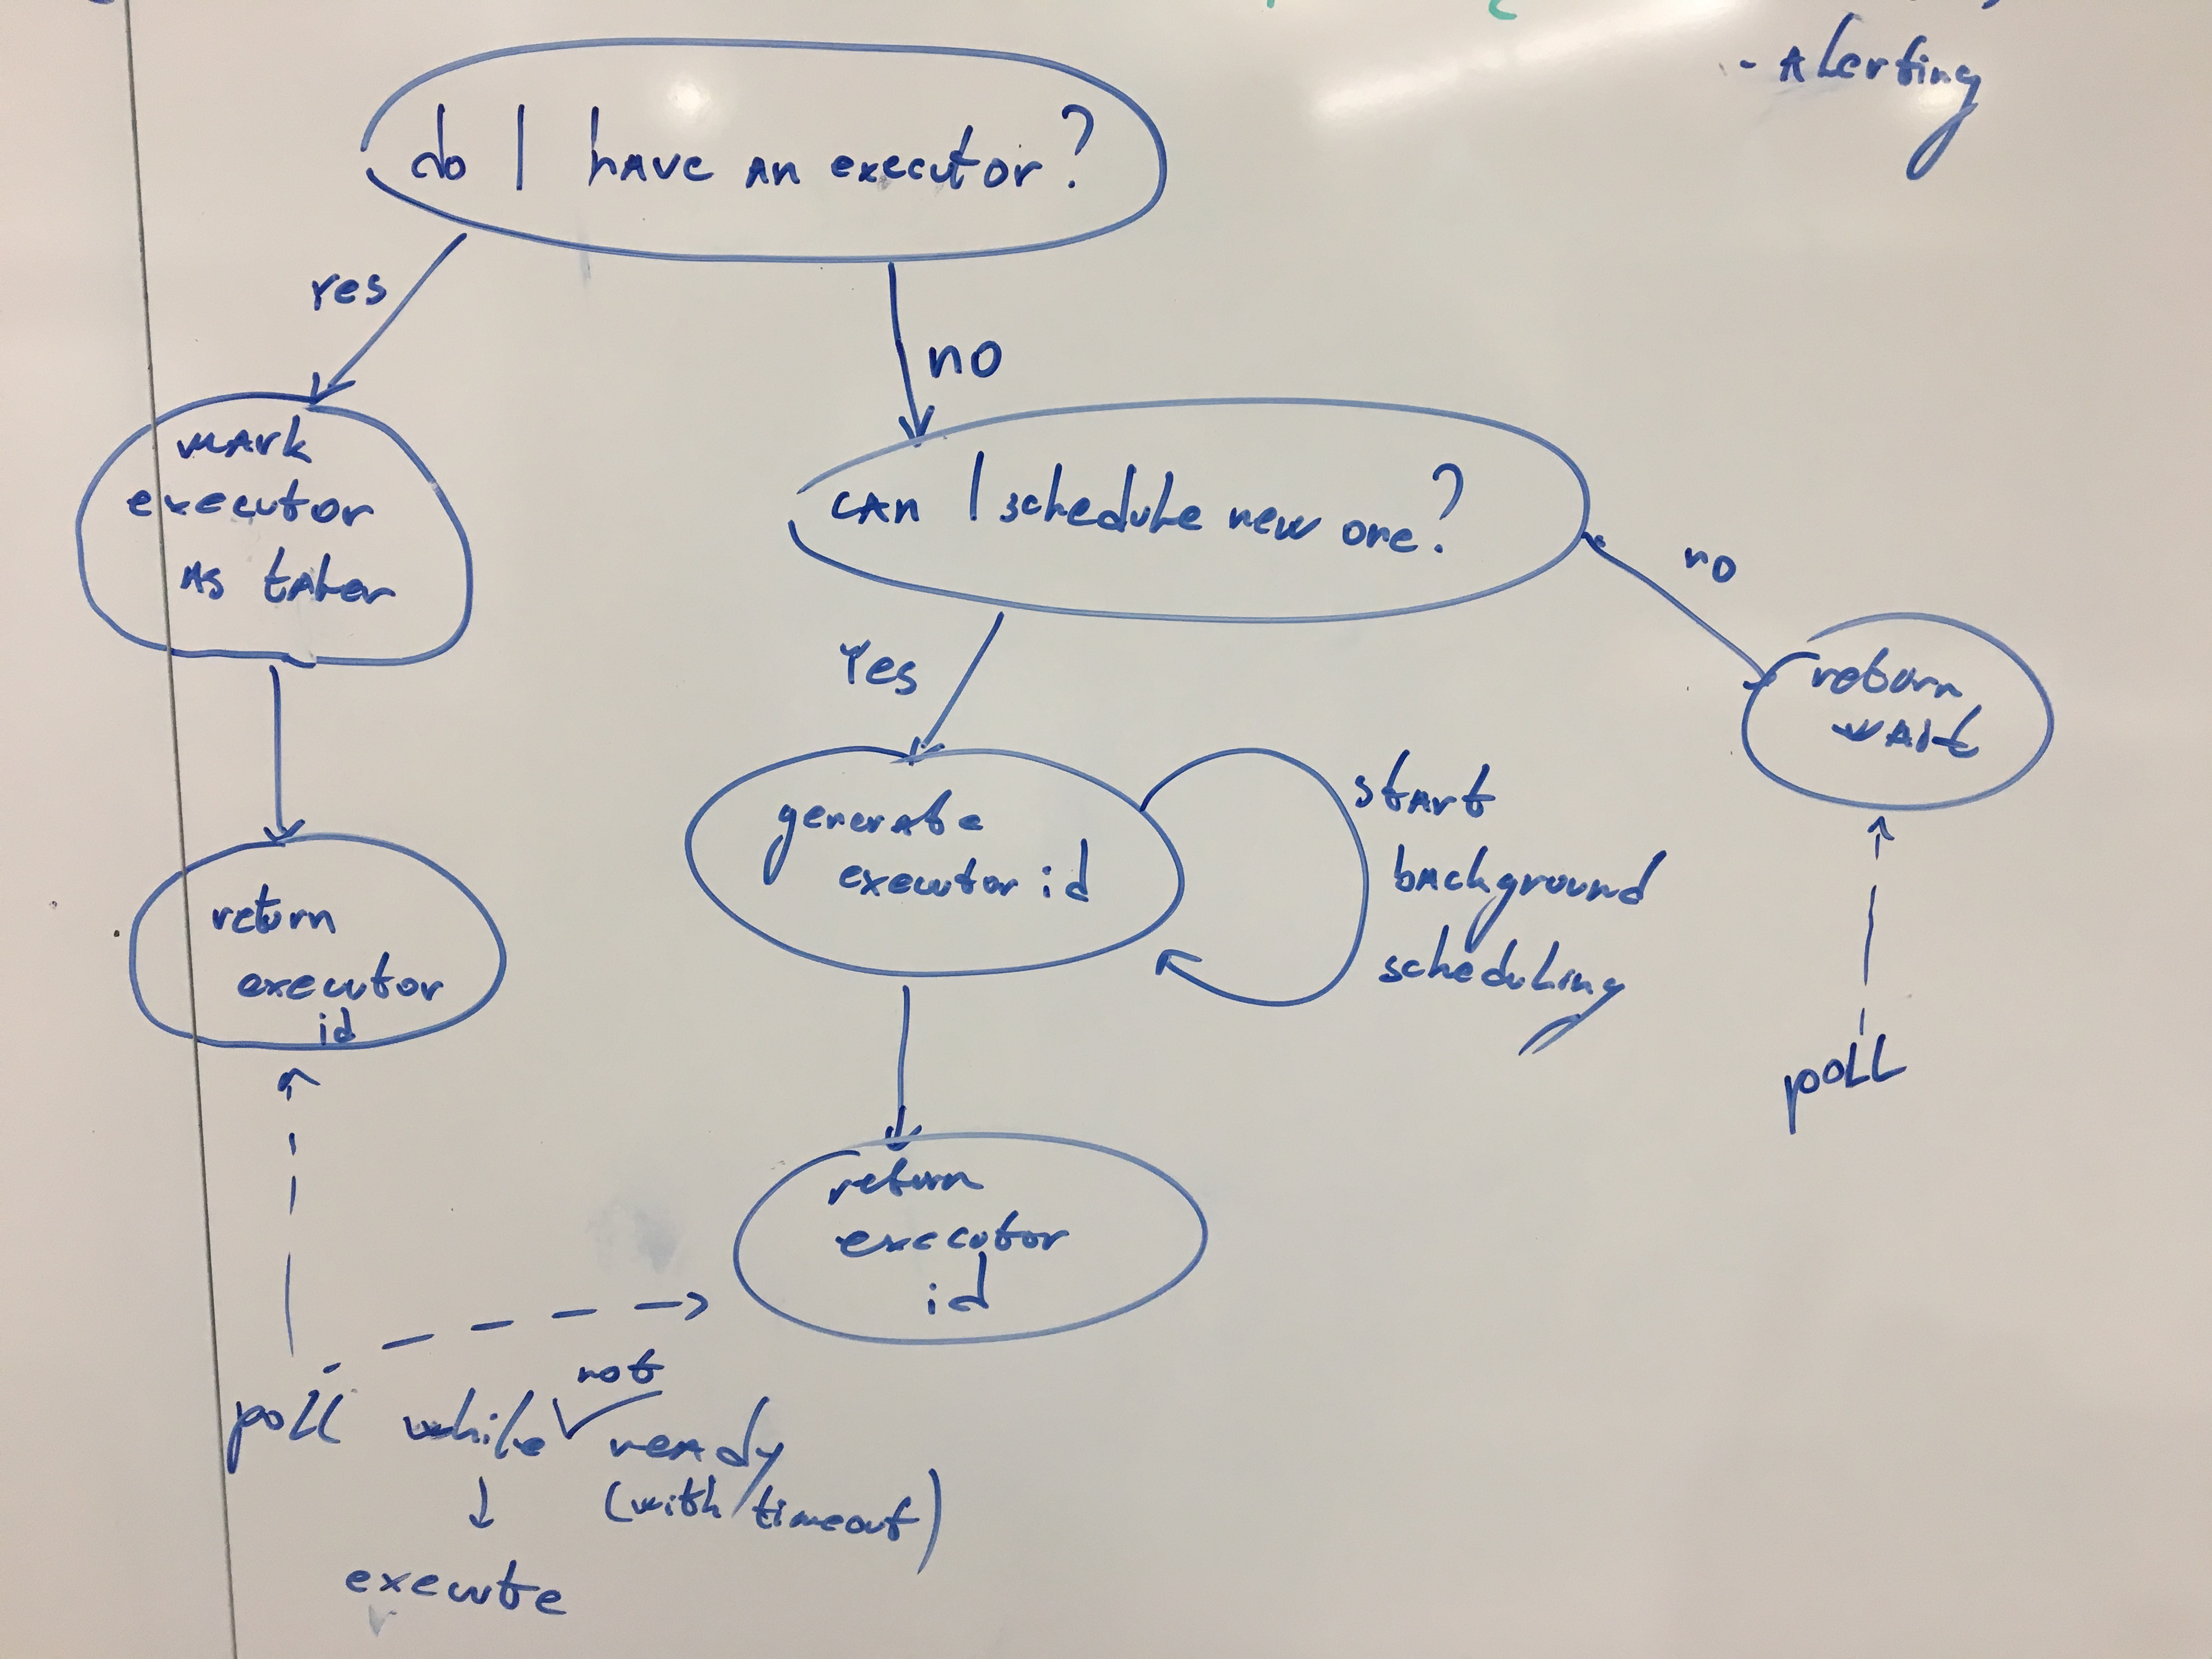 - Alerting
do I have an executor?
yes
no
mark
executor
as taken
can I schedule new one?
no
return
wait
Yes
generate
executor id
start
background
scheduling
return
executor
id
poll
return
executor
id
not
poll while ready
(with timeout)
↓
execute